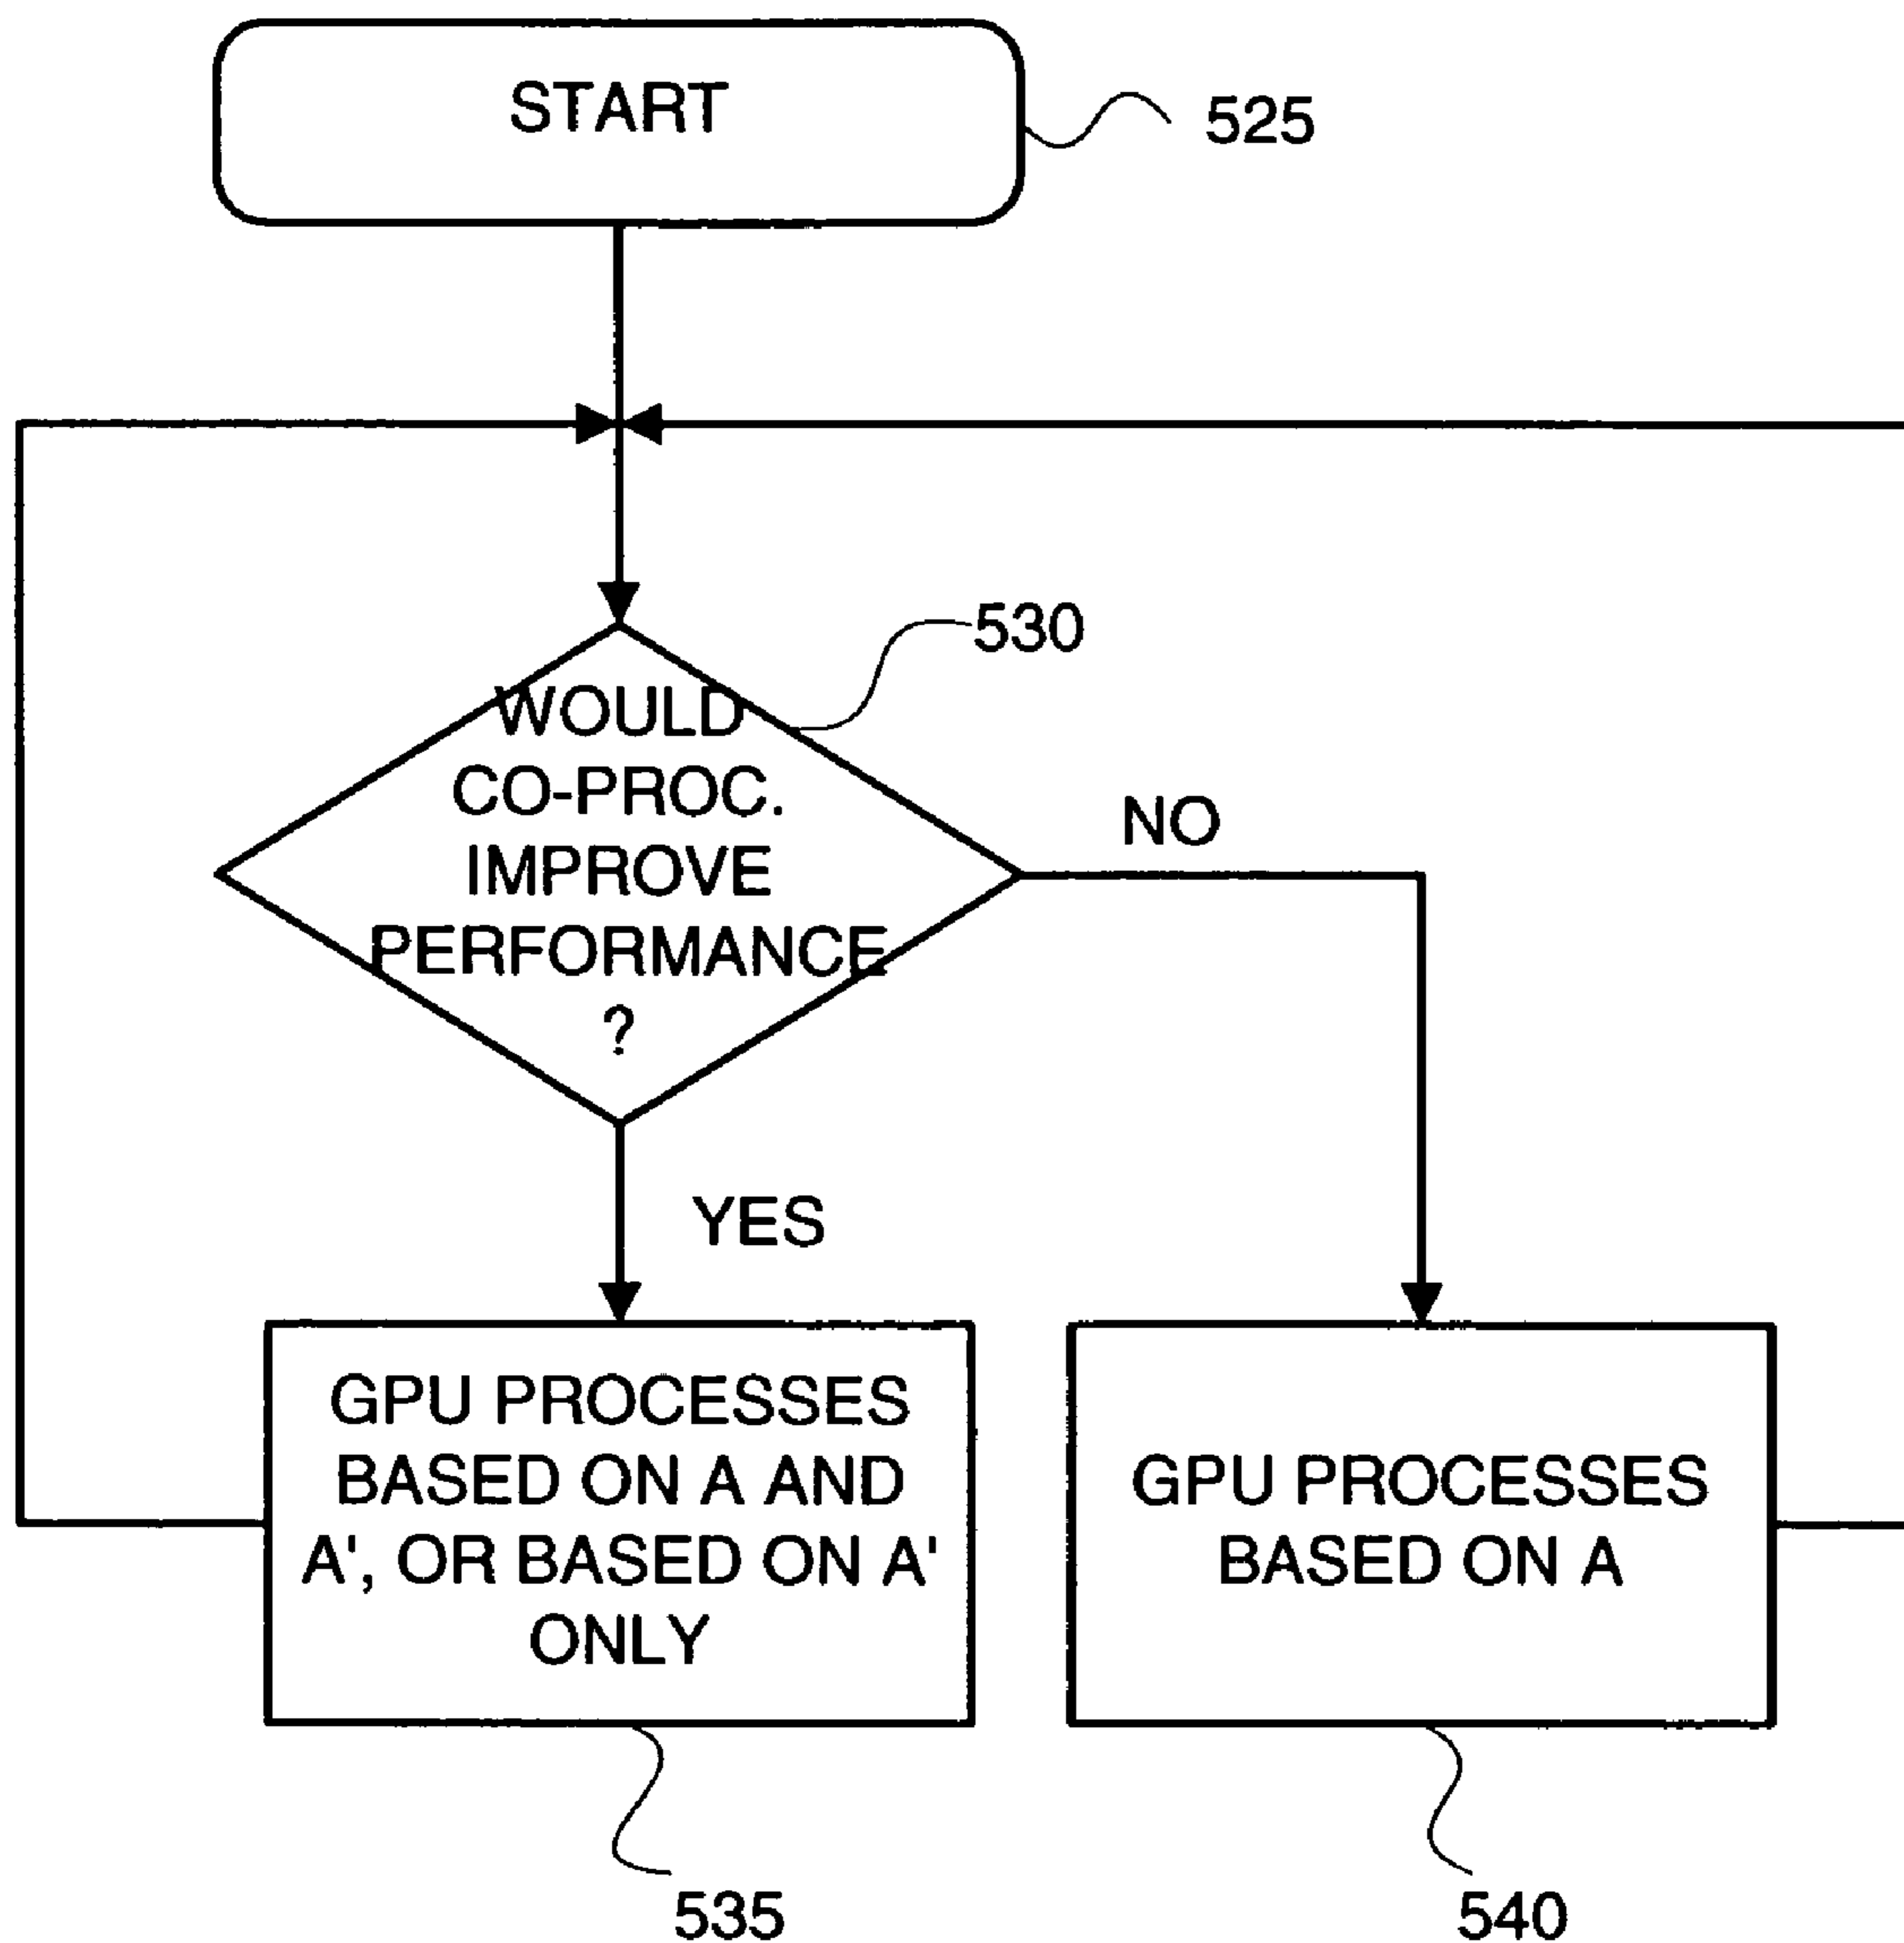 START
525
530
WOULD
CO-PROC.
IMPROVE
PERFORMANCE
?
NO
YES
GPU PROCESSES
BASED ON A AND
A', OR BASED ON A'
ONLY
GPU PROCESSES
BASED ON A
535
540